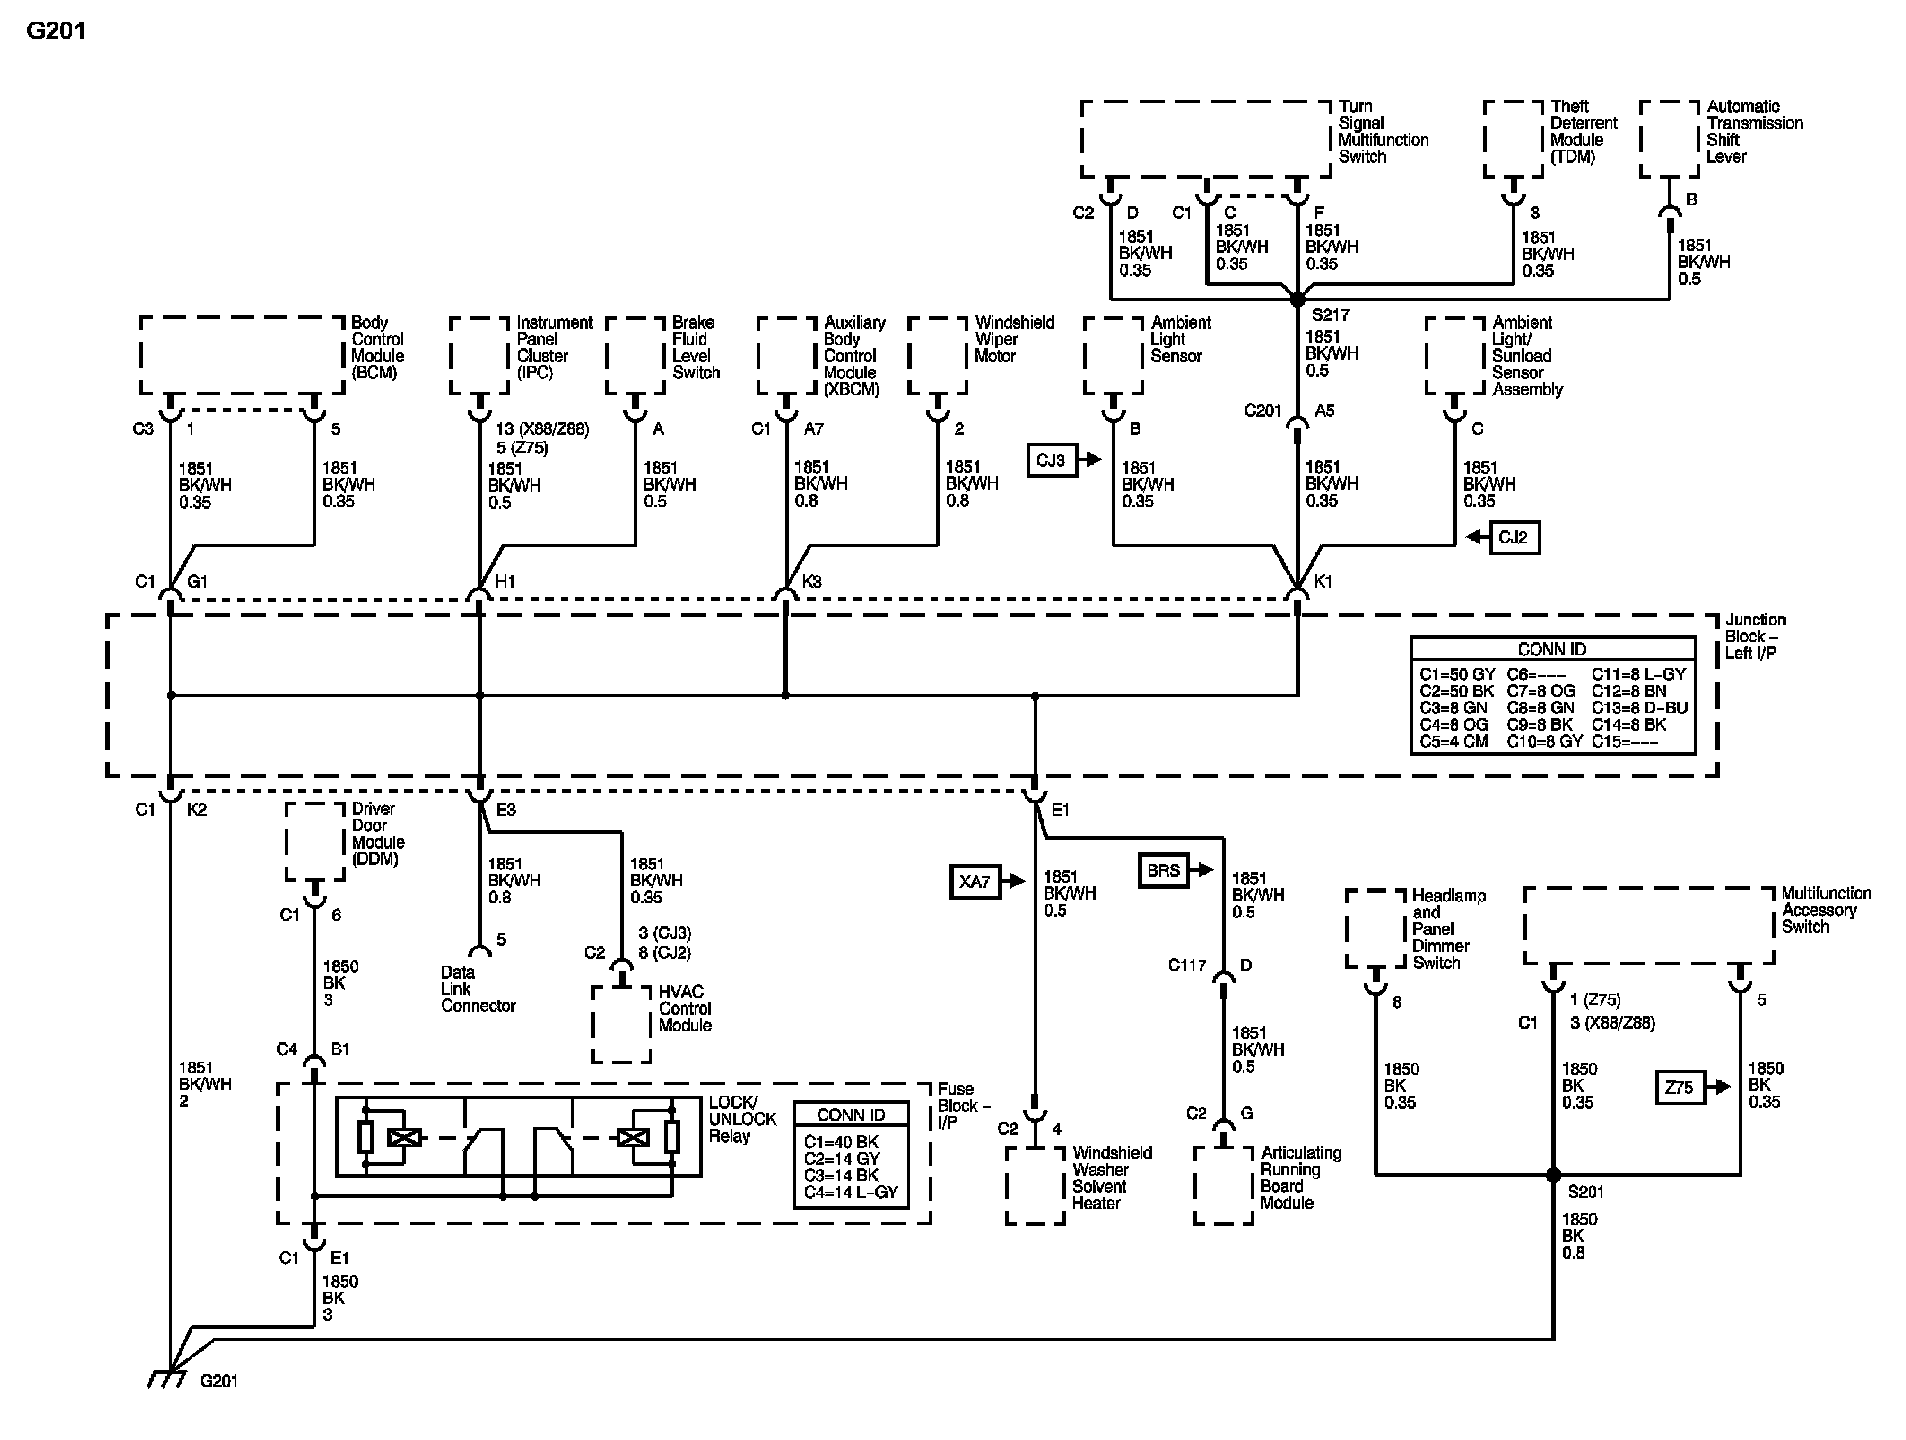 G201
Turn
Signal
Multifunction
Switch
Theft
Deterrent
Module
(TDM)
Automatic
Transmission
Shift
Lever
C2 D
C1 C
F
8
B
1851
BK/WH
0.35
1851
BK/WH
0.35
1851
BK/WH
0.35
1851
BK/WH
0.35
1851
BK/WH
0.5
S217
1851
BK/WH
0.5
C201 A5
Body
Control
Module
(BCM)
Instrument
Panel
Cluster
(IPC)
Brake
Fluid
Level
Switch
Auxiliary
Body
Control
Module
(XBCM)
Windshield
Wiper
Motor
Ambient
Light
Sensor
Ambient
Light/
Sunload
Sensor
Assembly
C3 1
5
13 (X88/Z88)
5 (Z75)
A
C1 A7
2
B
C
CJ3
1851
BK/WH
0.35
1851
BK/WH
0.35
1851
BK/WH
0.5
1851
BK/WH
0.5
1851
BK/WH
0.8
1851
BK/WH
0.8
1851
BK/WH
0.35
1851
BK/WH
0.35
1851
BK/WH
0.35
CJ2
C1 G1
H1
K3
K1
Junction
Block –
Left I/P
CONN ID
C1=50 GY C6=––– C11=8 L–GY
C2=50 BK C7=8 OG C12=8 BN
C3=8 GN C8=8 GN C13=8 D–BU
C4=8 OG C9=8 BK C14=8 BK
C5=4 CM C10=8 GY C15=–––
C1 K2
E3
E1
Driver
Door
Module
(DDM)
C1 6
1850
BK
3
C4 B1
1851
BK/WH
0.8
1851
BK/WH
0.35
5
Data
Link
Connector
3 (CJ3)
C2 8 (CJ2)
HVAC
Control
Module
XA7
1851
BK/WH
0.5
BRS
1851
BK/WH
0.5
C117 D
1851
BK/WH
0.5
C2 G
Articulating
Running
Board
Module
C2 4
Windshield
Washer
Solvent
Heater
Headlamp
and
Panel
Dimmer
Switch
Multifunction
Accessory
Switch
8
1 (Z75)
C1 3 (X88/Z88)
5
1850
BK
0.35
1850
BK
0.35
Z75
1850
BK
0.35
S201
1850
BK
0.8
1851
BK/WH
2
Fuse
Block –
I/P
LOCK/
UNLOCK
Relay
CONN ID
C1=40 BK
C2=14 GY
C3=14 BK
C4=14 L–GY
C1 E1
1850
BK
3
G201